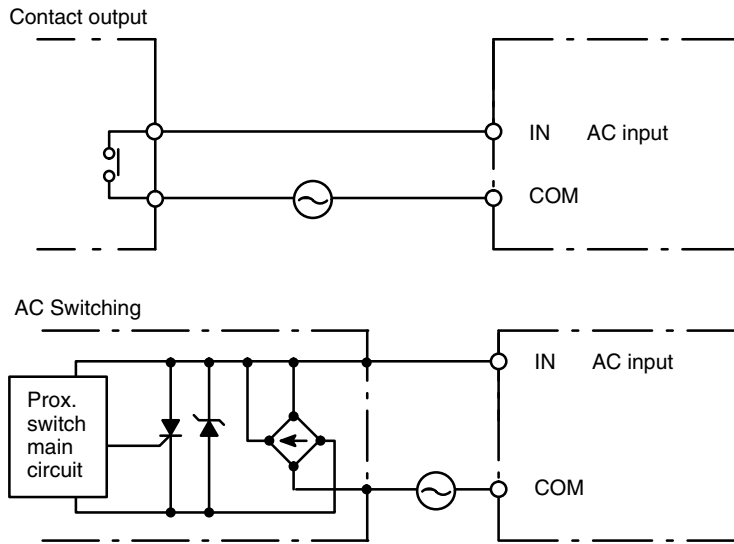 Contact output
IN AC input
COM
AC Switching
IN AC input
Prox.
switch
main
circuit
COM